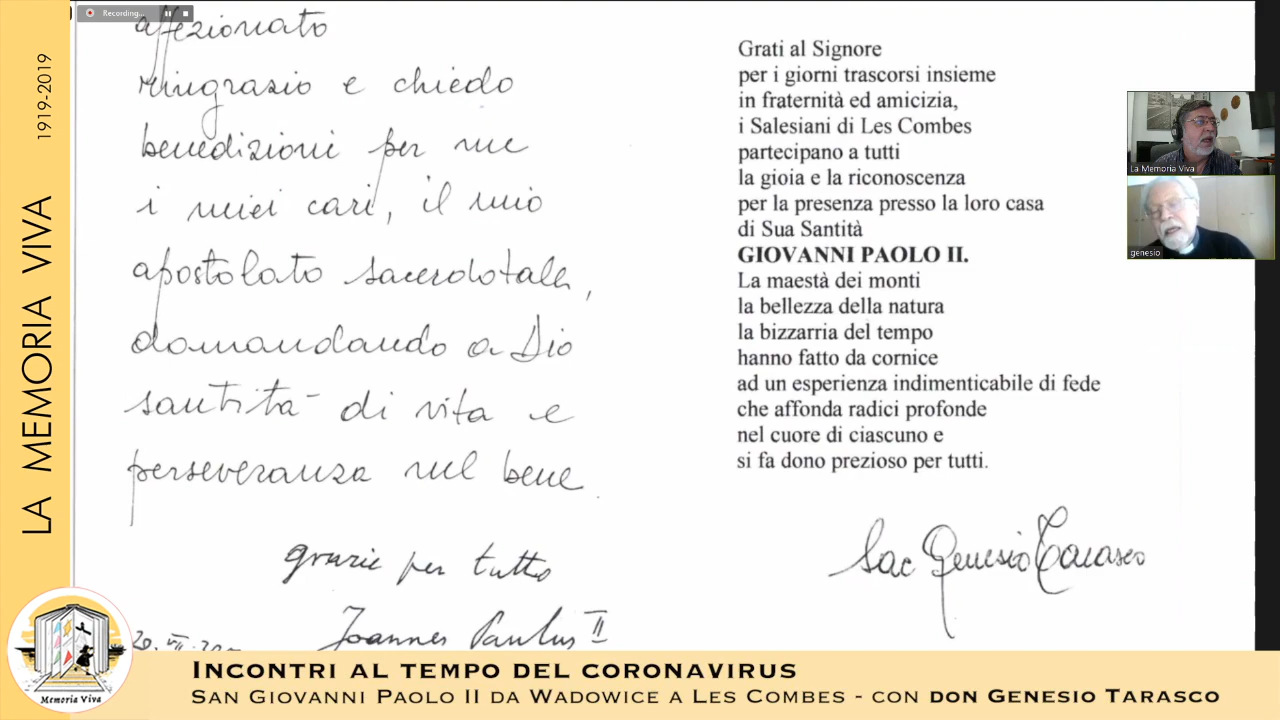 Recording...
LA MEMORIA VIVA 1919-2019
affezionato
ringrazio e chiedo
benedizioni per me
i miei cari, il mio
apostolato sacerdotale,
domandando a Dio
santità di vita e
perseveranza nel bene.
grazie per tutto
Joannes Paulus II
Grati al Signore
per i giorni trascorsi insieme
in fraternità ed amicizia,
i Salesiani di Les Combes
partecipano a tutti
la gioia e la riconoscenza
per la presenza presso la loro casa
di Sua Santità
GIOVANNI PAOLO II.
La maestà dei monti
la bellezza della natura
la bizzarria del tempo
hanno fatto da cornice
ad un esperienza indimenticabile di fede
che affonda radici profonde
nel cuore di ciascuno e
si fa dono prezioso per tutti.
Sac Genesio Tarasco
La Memoria Viva
genesio
Memoria Viva
INCONTRI AL TEMPO DEL CORONAVIRUS
SAN GIOVANNI PAOLO II DA WADOWICE A LES COMBES - CON DON GENESIO TARASCO